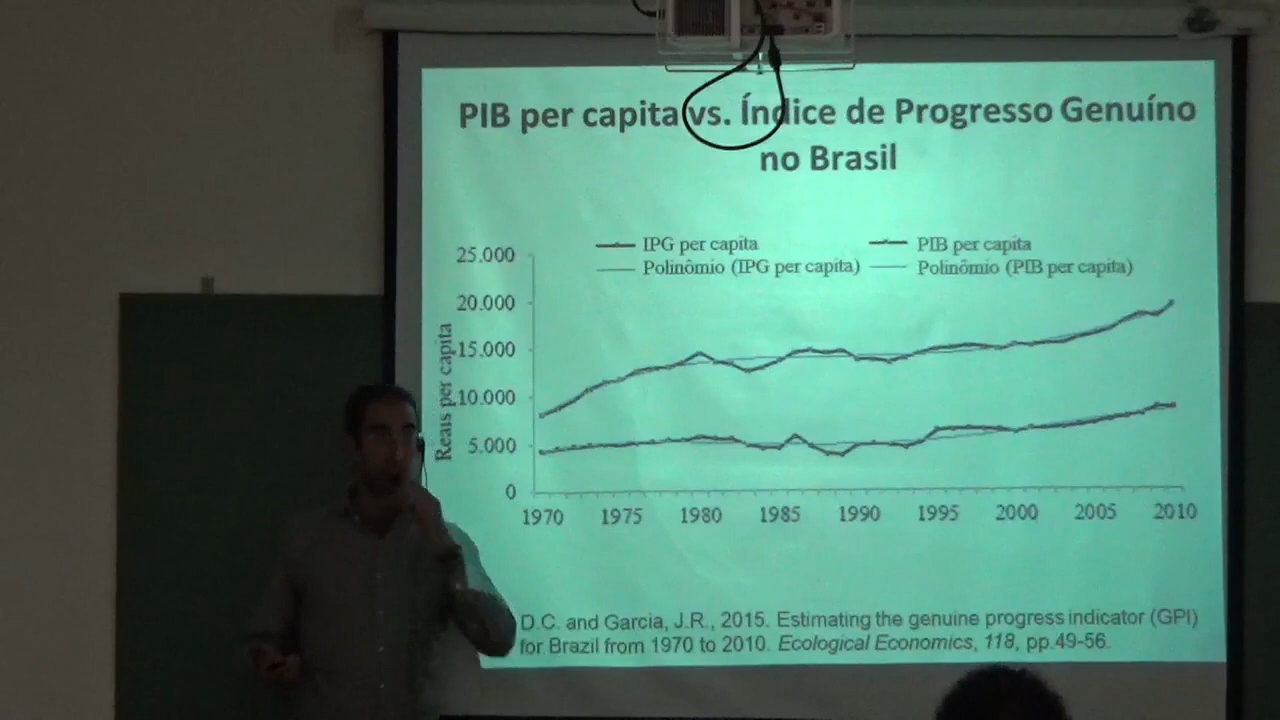 PIB per capita vs. Índice de Progresso Genuíno
no Brasil
IPG per capita
PIB per capita
Polinômio (IPG per capita)
Polinômio (PIB per capita)
Reais per capita
25.000
20.000
15.000
10.000
5.000
0
1970 1975 1980 1985 1990 1995 2000 2005 2010
D.C. and Garcia, J.R., 2015. Estimating the genuine progress indicator (GPI)
for Brazil from 1970 to 2010. Ecological Economics, 118, pp.49-56.